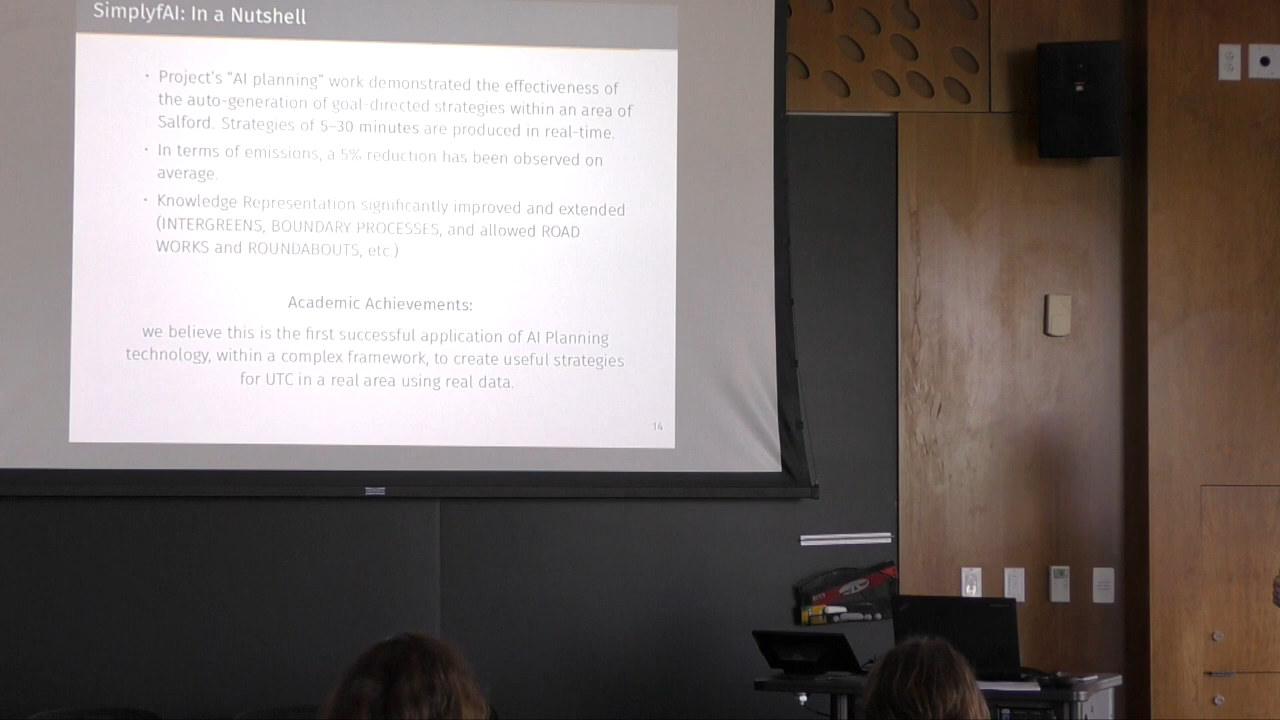 SimplyfAI: In a Nutshell
· Project's "AI planning" work demonstrated the effectiveness of
the auto-generation of goal-directed strategies within an area of
Salford. Strategies of 5–30 minutes are produced in real-time.
· In terms of emissions, a 5% reduction has been observed on
average.
· Knowledge Representation significantly improved and extended
(INTERGREENS, BOUNDARY PROCESSES, and allowed ROAD
WORKS and ROUNDABOUTS, etc.)
Academic Achievements:
we believe this is the first successful application of AI Planning
technology, within a complex framework, to create useful strategies
for UTC in a real area using real data.
14